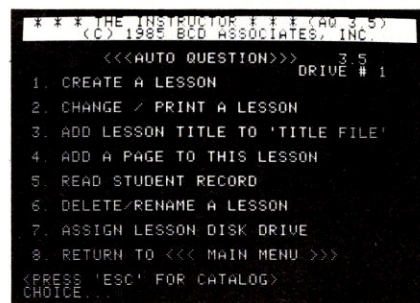 * * * THE INSTRUCTOR * * * (AQ 3.5)
(C) 1985 BCD ASSOCIATES, INC.
<<<AUTO QUESTION>>> 3.5
DRIVE # 1
1. CREATE A LESSON
2. CHANGE / PRINT A LESSON
3. ADD LESSON TITLE TO 'TITLE FILE'
4. ADD A PAGE TO THIS LESSON
5. READ STUDENT RECORD
6. DELETE/RENAME A LESSON
7. ASSIGN LESSON DISK DRIVE
8. RETURN TO <<< MAIN MENU >>>
<PRESS 'ESC' FOR CATALOG>
CHOICE...